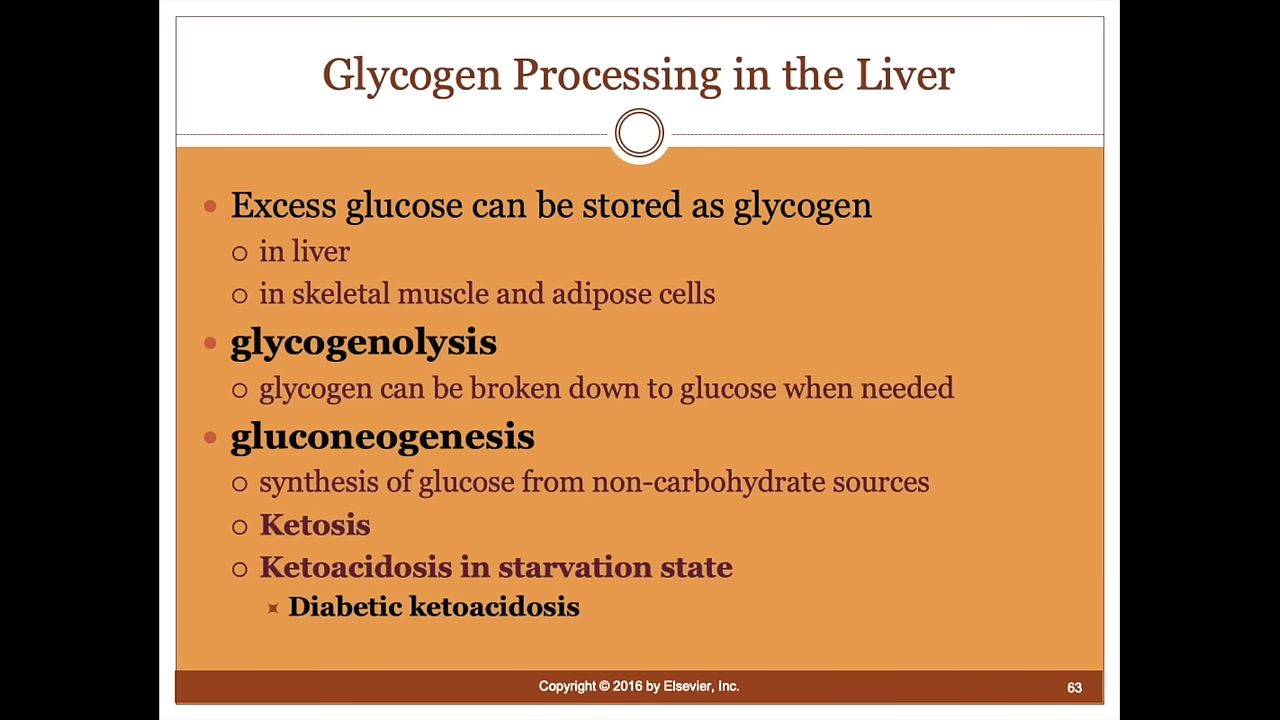 Glycogen Processing in the Liver
Excess glucose can be stored as glycogen
in liver
in skeletal muscle and adipose cells
glycogenolysis
glycogen can be broken down to glucose when needed
gluconeogenesis
synthesis of glucose from non-carbohydrate sources
Ketosis
Ketoacidosis in starvation state
Diabetic ketoacidosis
Copyright © 2016 by Elsevier, Inc.
63